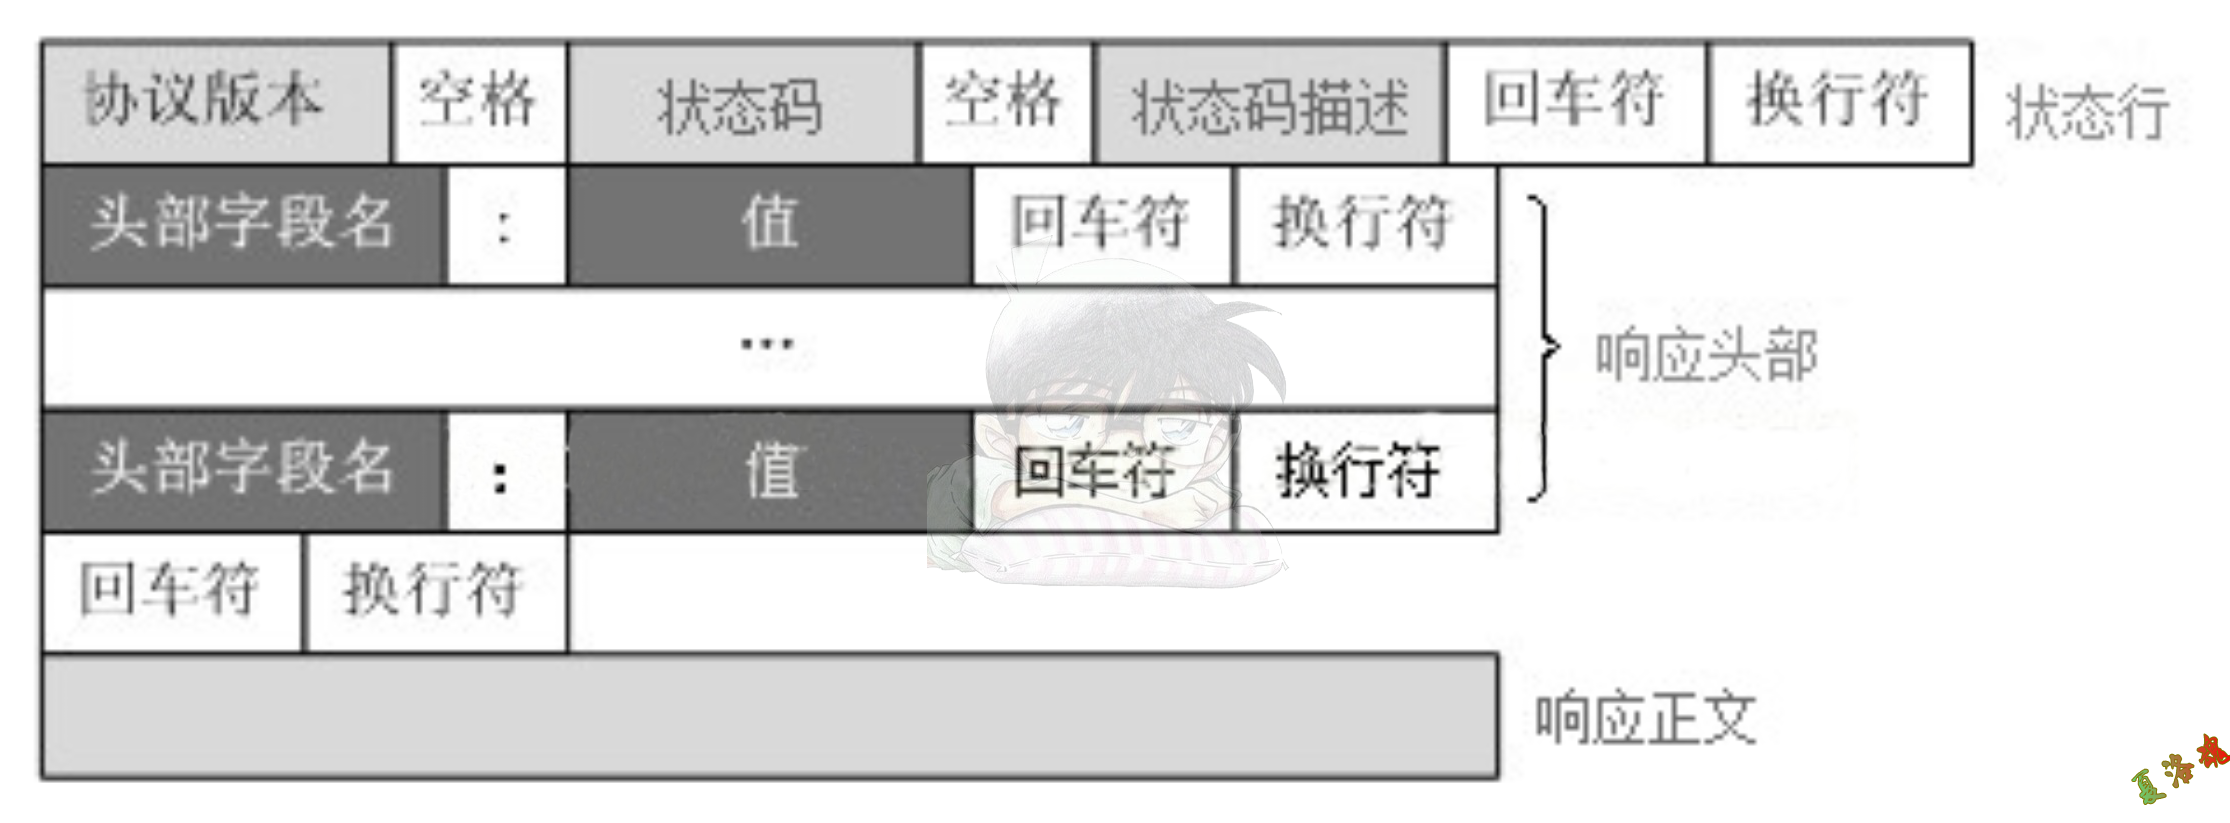 协议版本 空格 状态码 空格 状态码描述 回车符 换行符 状态行
头部字段名 : 值 回车符 换行符
...
响应头部
头部字段名 : 值 回车符 换行符
回车符 换行符
响应正文